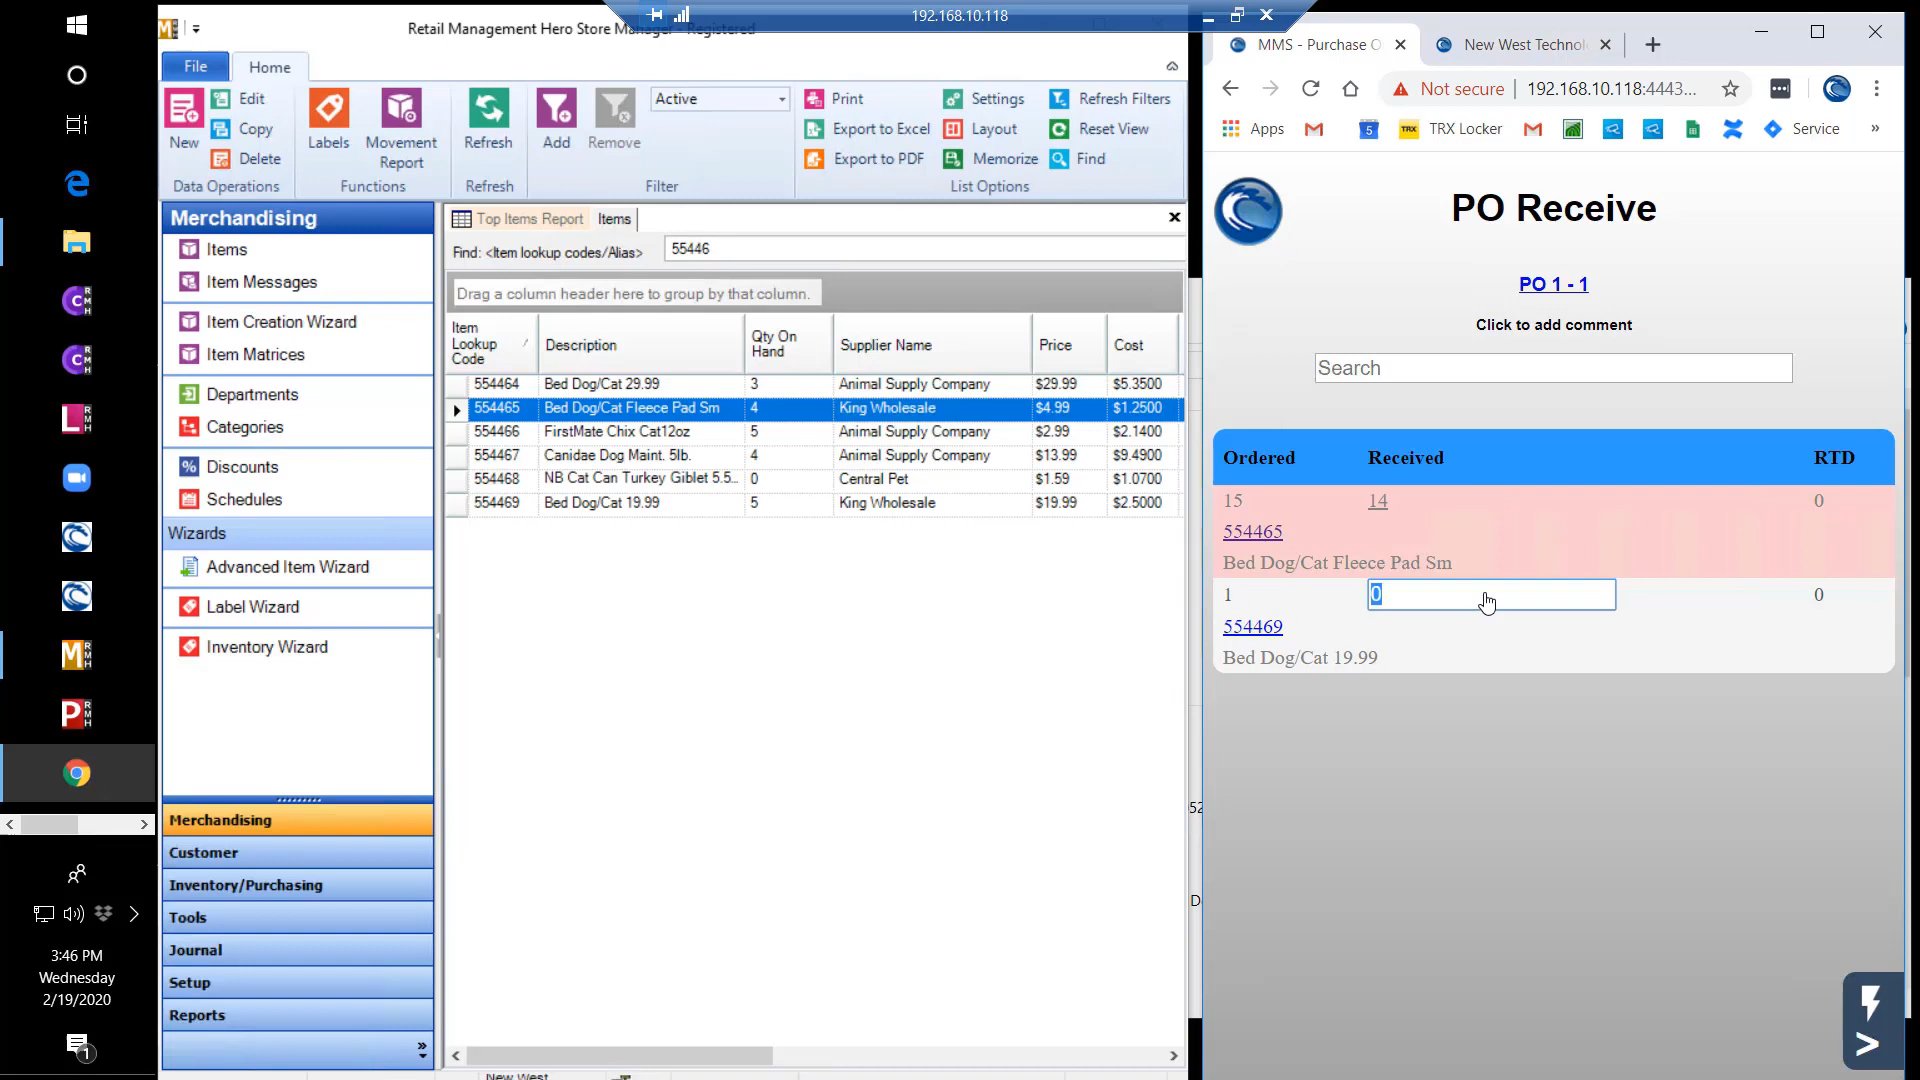 192.168.10.118
Retail Management Hero Store Manager - Registered
File
Home
New
Edit
Copy
Delete
Data Operations
Labels
Movement
Report
Functions
Refresh
Refresh
Add
Remove
Active
Filter
Print
Export to Excel
Export to PDF
Settings
Layout
Memorize
Refresh Filters
Reset View
Find
List Options
Merchandising
Items
Item Messages
Item Creation Wizard
Item Matrices
Departments
Categories
Discounts
Schedules
Wizards
Advanced Item Wizard
Label Wizard
Inventory Wizard
Merchandising
Customer
Inventory/Purchasing
Tools
Journal
Setup
Reports
Top Items Report
Items
Find: <Item lookup codes/Alias> 55446
Drag a column header here to group by that column.
Item Lookup Code Description Qty On Hand Supplier Name Price Cost
554464 Bed Dog/Cat 29.99 3 Animal Supply Company $29.99 $5.3500
554465 Bed Dog/Cat Fleece Pad Sm 4 King Wholesale $4.99 $1.2500
554466 FirstMate Chix Cat12oz 5 Animal Supply Company $2.99 $2.1400
554467 Canidae Dog Maint. 5lb. 4 Animal Supply Company $13.99 $9.4900
554468 NB Cat Can Turkey Giblet 5.5... 0 Central Pet $1.59 $1.0700
554469 Bed Dog/Cat 19.99 5 King Wholesale $19.99 $2.5000
New West
MMS - Purchase O
New West Technol
Not secure 192.168.10.118:4443...
Apps
5
TRX
TRX Locker
Service
PO Receive
PO 1 - 1
Click to add comment
Search
Ordered Received RTD
15 14 0
554465
Bed Dog/Cat Fleece Pad Sm
1 0 0
554469
Bed Dog/Cat 19.99
52
D
3:46 PM
Wednesday
2/19/2020
1
C RMH
C RMH
L RMH
M RMH
P RMH